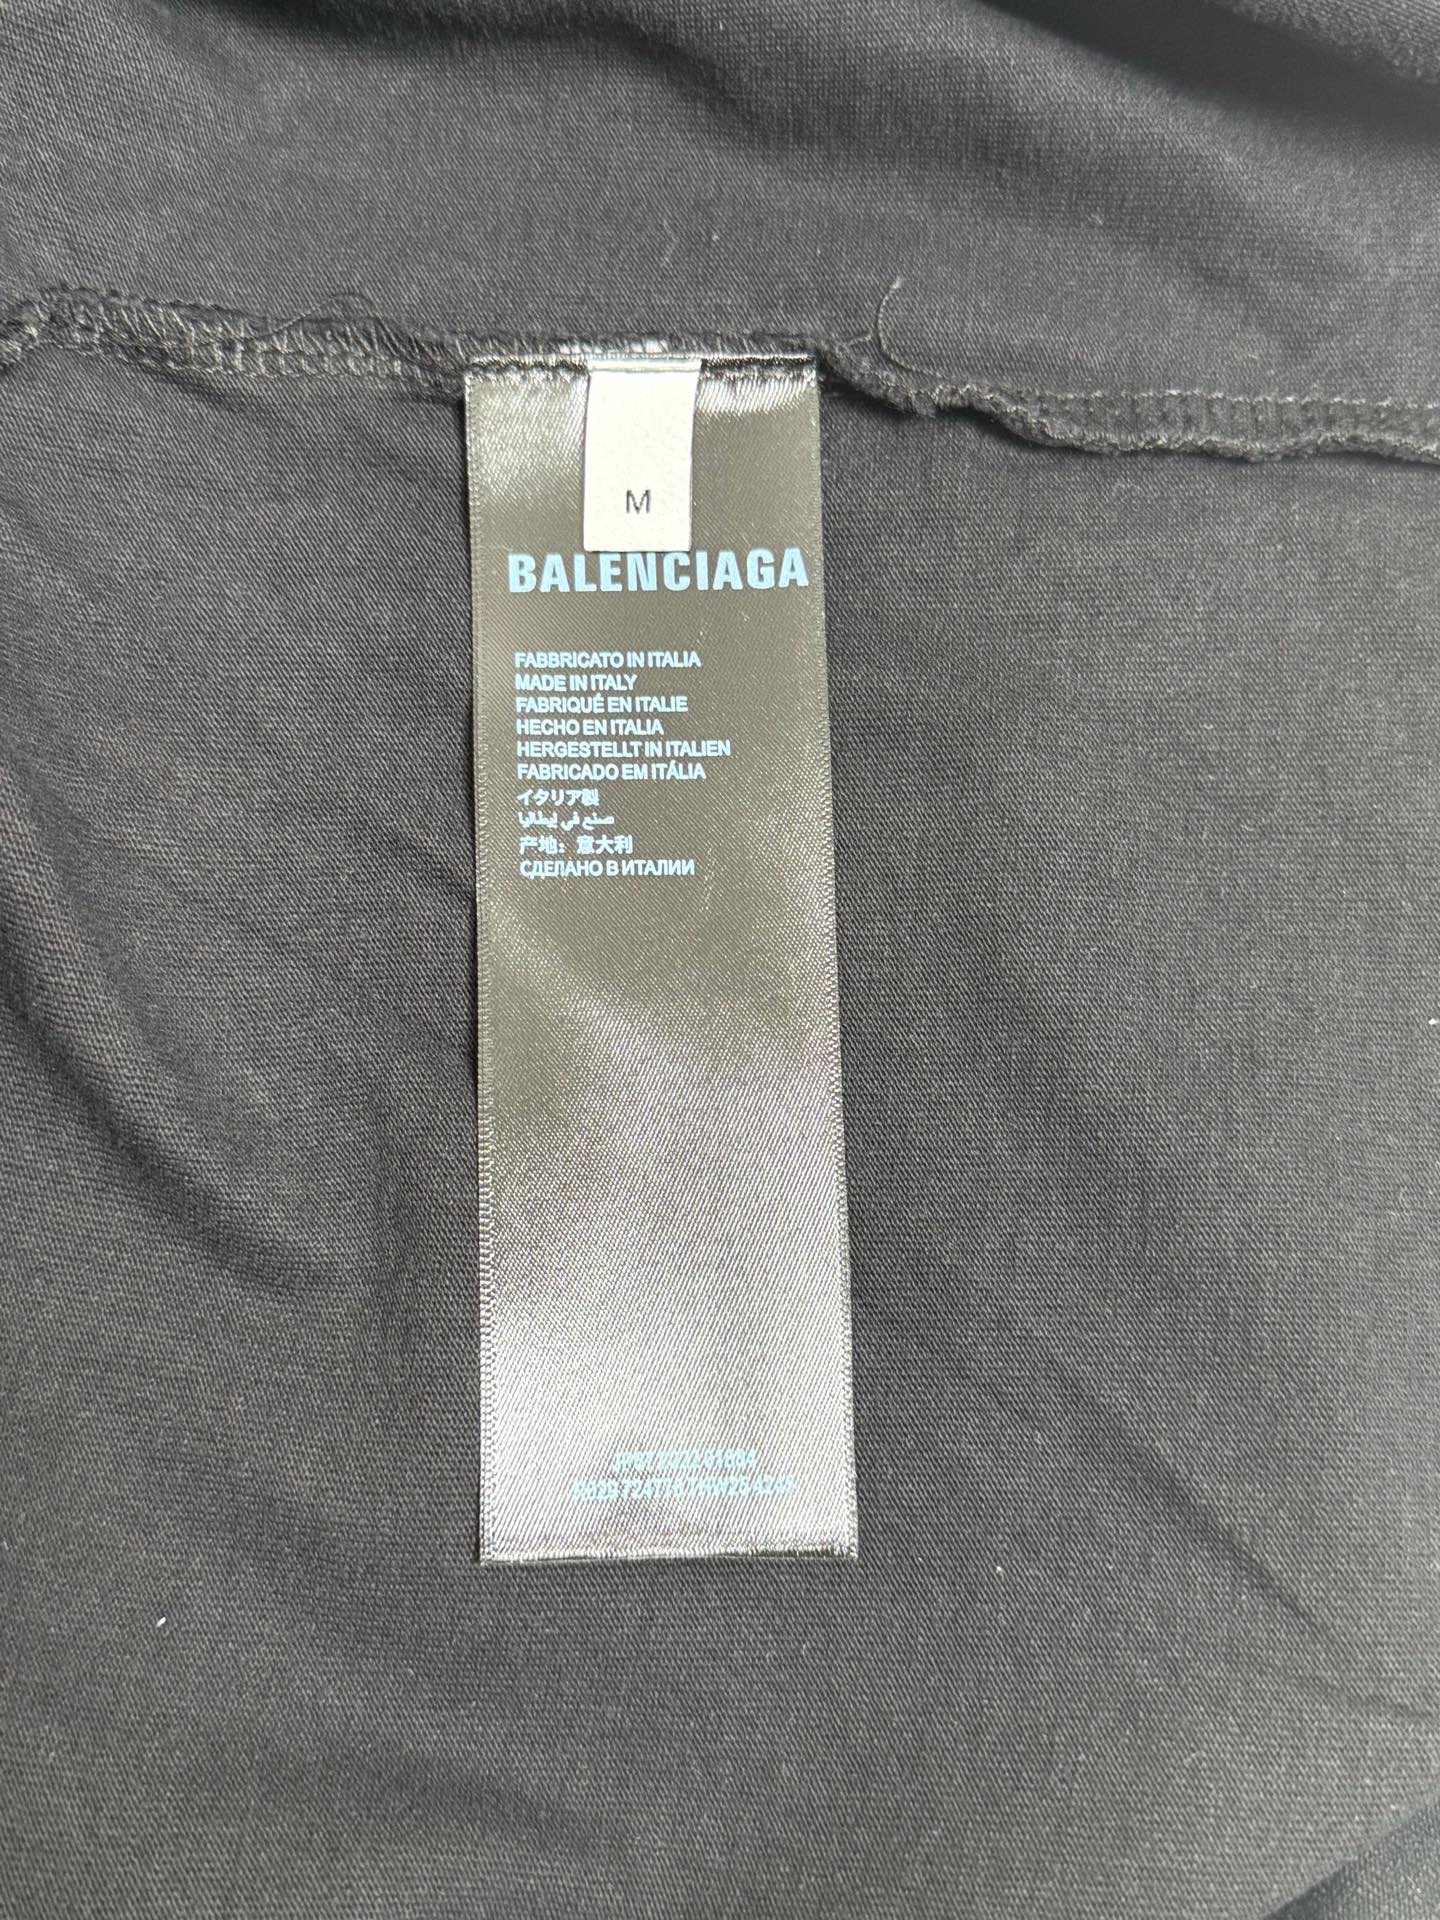 M
BALENCIAGA
FABBRICATO IN ITALIA
MADE IN ITALY
FABRIQUÉ EN ITALIE
HECHO EN ITALIA
HERGESTELLT IN ITALIEN
FABRICADO EM ITÁLIA
イタリア製
صنع في إيطاليا
产地：意大利
СДЕЛАНО В ИТАЛИИ